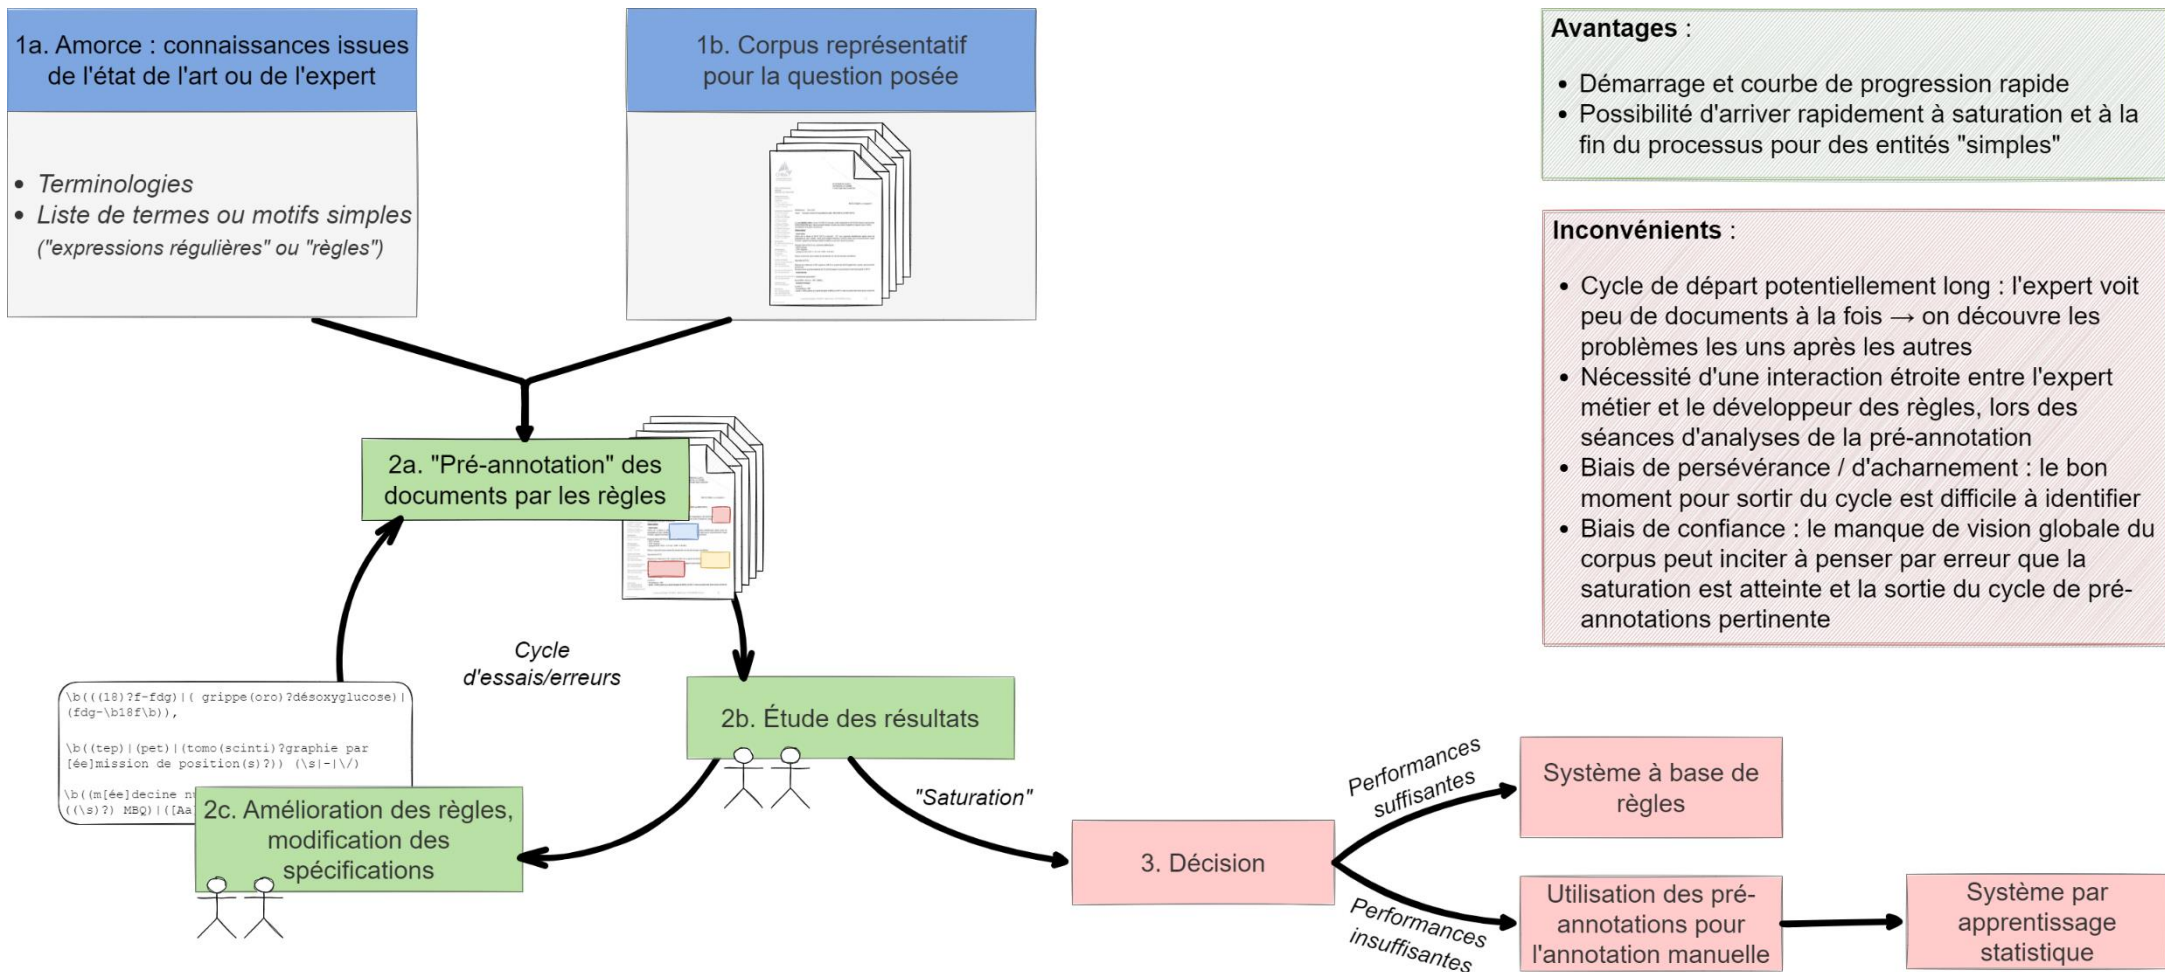 1a. Amorce : connaissances issues
de l'état de l'art ou de l'expert
• Terminologies
• Liste de termes ou motifs simples
("expressions régulières" ou "règles")
1b. Corpus représentatif
pour la question posée
2a. "Pré-annotation" des
documents par les règles
Cycle
d'essais/erreurs
\b(((18)?f-fdg)|( grippe(oro)?désoxyglucose)|
(fdg-\b18f\b)),
\b((tep)|(pet)|(tomo(scinti)?graphie par
[ée]mission de position(s)?)) (\s|-|\/)
\b((m[ée]decine
((\s)?) MBQ)|([Aa]
2b. Étude des résultats
2c. Amélioration des règles,
modification des
spécifications
"Saturation"
3. Décision
Performances
suffisantes
Système à base de
règles
Performances
insuffisantes
Utilisation des pré-
annotations pour
l'annotation manuelle
Système par
apprentissage
statistique
Avantages :
• Démarrage et courbe de progression rapide
• Possibilité d'arriver rapidement à saturation et à la
fin du processus pour des entités "simples"
Inconvénients :
• Cycle de départ potentiellement long : l'expert voit
peu de documents à la fois → on découvre les
problèmes les uns après les autres
• Nécessité d'une interaction étroite entre l'expert
métier et le développeur des règles, lors des
séances d'analyses de la pré-annotation
• Biais de persévérance / d'acharnement : le bon
moment pour sortir du cycle est difficile à identifier
• Biais de confiance : le manque de vision globale du
corpus peut inciter à penser par erreur que la
saturation est atteinte et la sortie du cycle de pré-
annotations pertinente